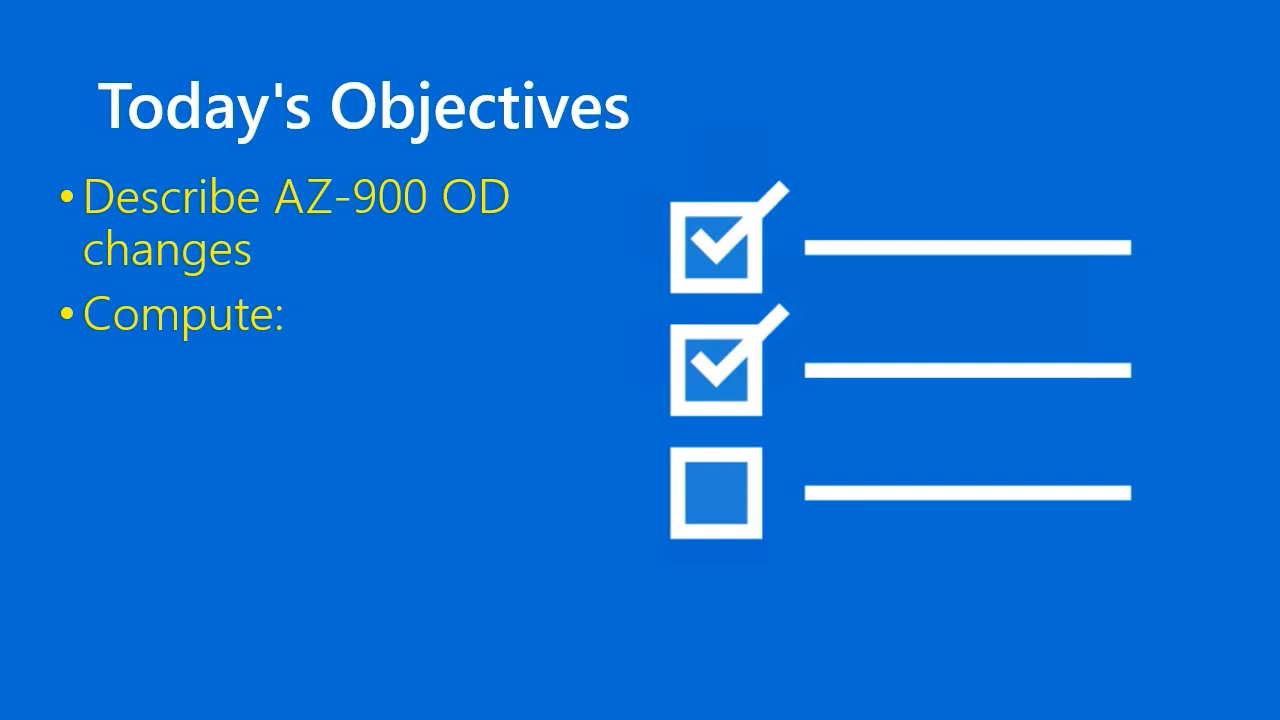 Today's Objectives
• Describe AZ-900 OD
changes
• Compute: